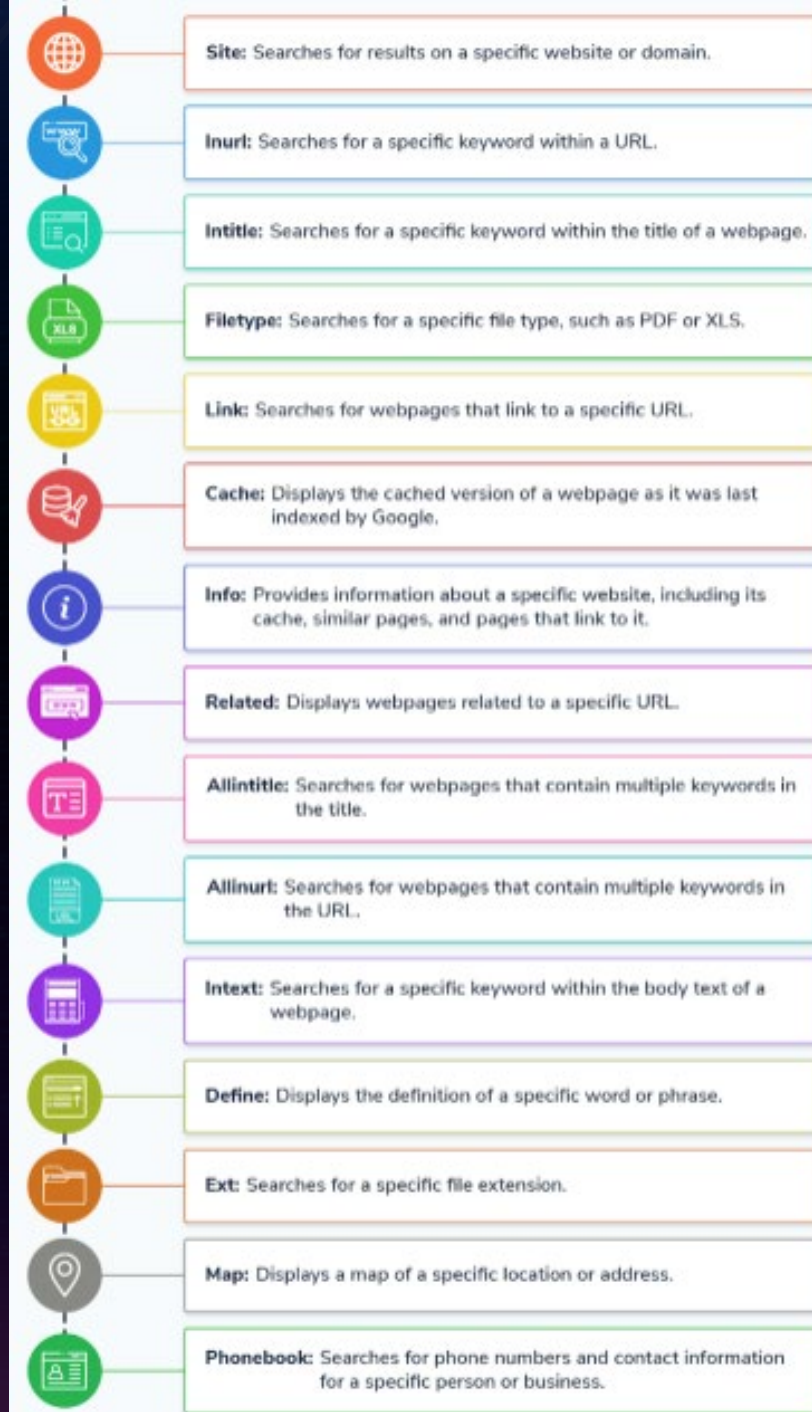 Site: Searches for results on a specific website or domain.
www
Inurl: Searches for a specific keyword within a URL.
Intitle: Searches for a specific keyword within the title of a webpage.
XLS
Filetype: Searches for a specific file type, such as PDF or XLS.
URL
Link: Searches for webpages that link to a specific URL.
Cache: Displays the cached version of a webpage as it was last
indexed by Google.
i
Info: Provides information about a specific website, including its
cache, similar pages, and pages that link to it.
Related: Displays webpages related to a specific URL.
T
Allintitle: Searches for webpages that contain multiple keywords in
the title.
URL
Allinurl: Searches for webpages that contain multiple keywords in
the URL.
Intext: Searches for a specific keyword within the body text of a
webpage.
Define: Displays the definition of a specific word or phrase.
Ext: Searches for a specific file extension.
Map: Displays a map of a specific location or address.
Phonebook: Searches for phone numbers and contact information
for a specific person or business.